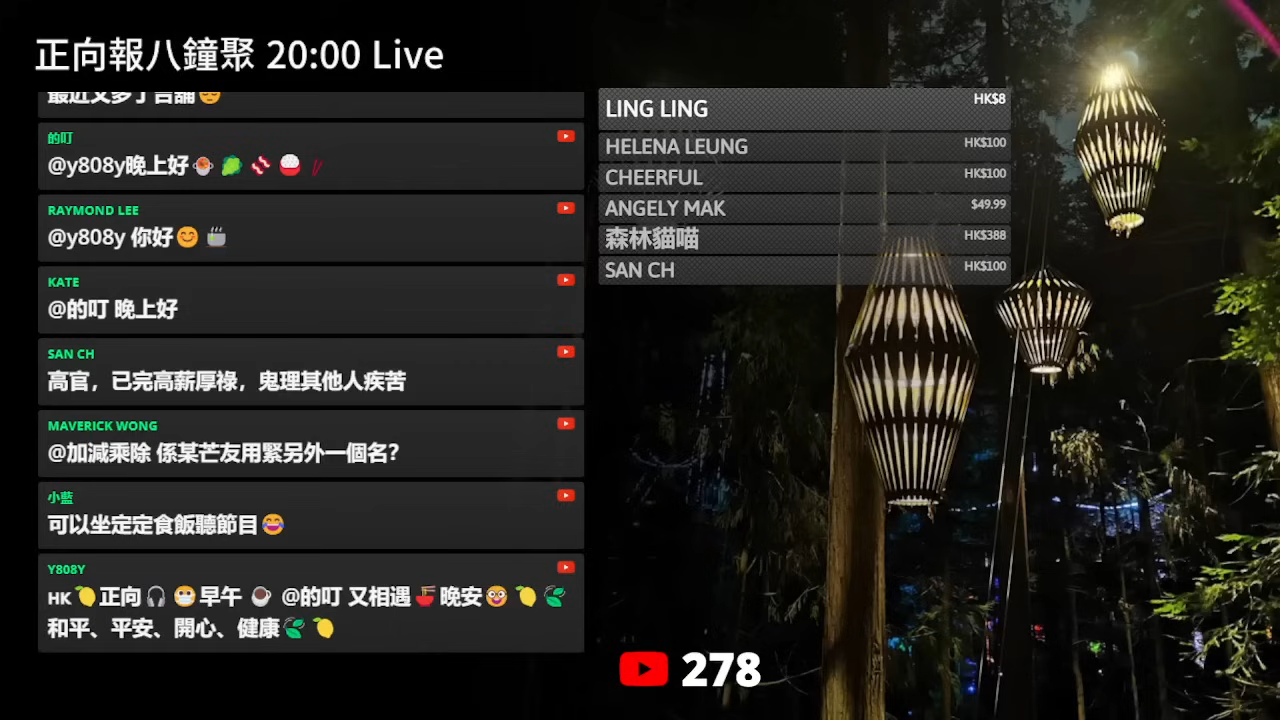 正向報八鐘聚 20:00 Live
的叮
@y808y晚上好
RAYMOND LEE
@y808y 你好
KATE
@的叮 晚上好
SAN CH
高官，已完高薪厚祿，鬼理其他人疾苦
MAVERICK WONG
@加減乘除 係某芒友用緊另外一個名？
小藍
可以坐定定食飯聽節目
Y808Y
HK🍋正向🎧😷早午☕ @的叮 又相遇🍜晚安🤡🍋🍃
和平、平安、開心、健康🍃🍋
LING LING HK$8
HELENA LEUNG HK$100
CHEERFUL HK$100
ANGELY MAK $49.99
森林貓喵 HK$388
SAN CH HK$100
278